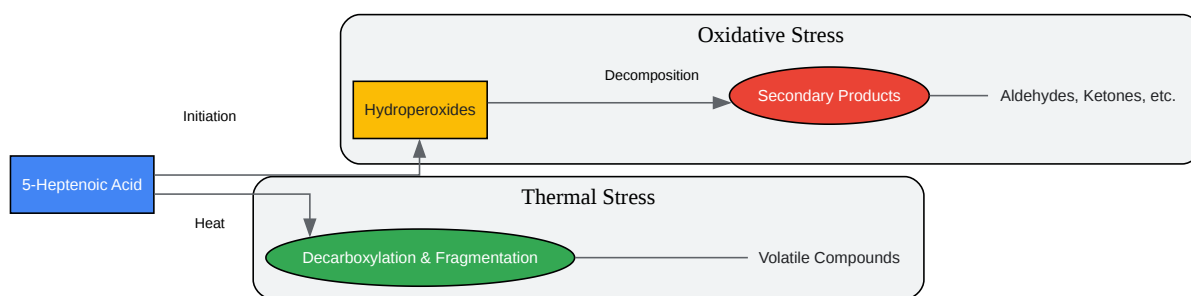 Oxidative Stress
Decomposition
Hydroperoxides
Secondary Products
Aldehydes, Ketones, etc.
Initiation
5-Heptenoic Acid
Thermal Stress
Heat
Decarboxylation & Fragmentation
Volatile Compounds